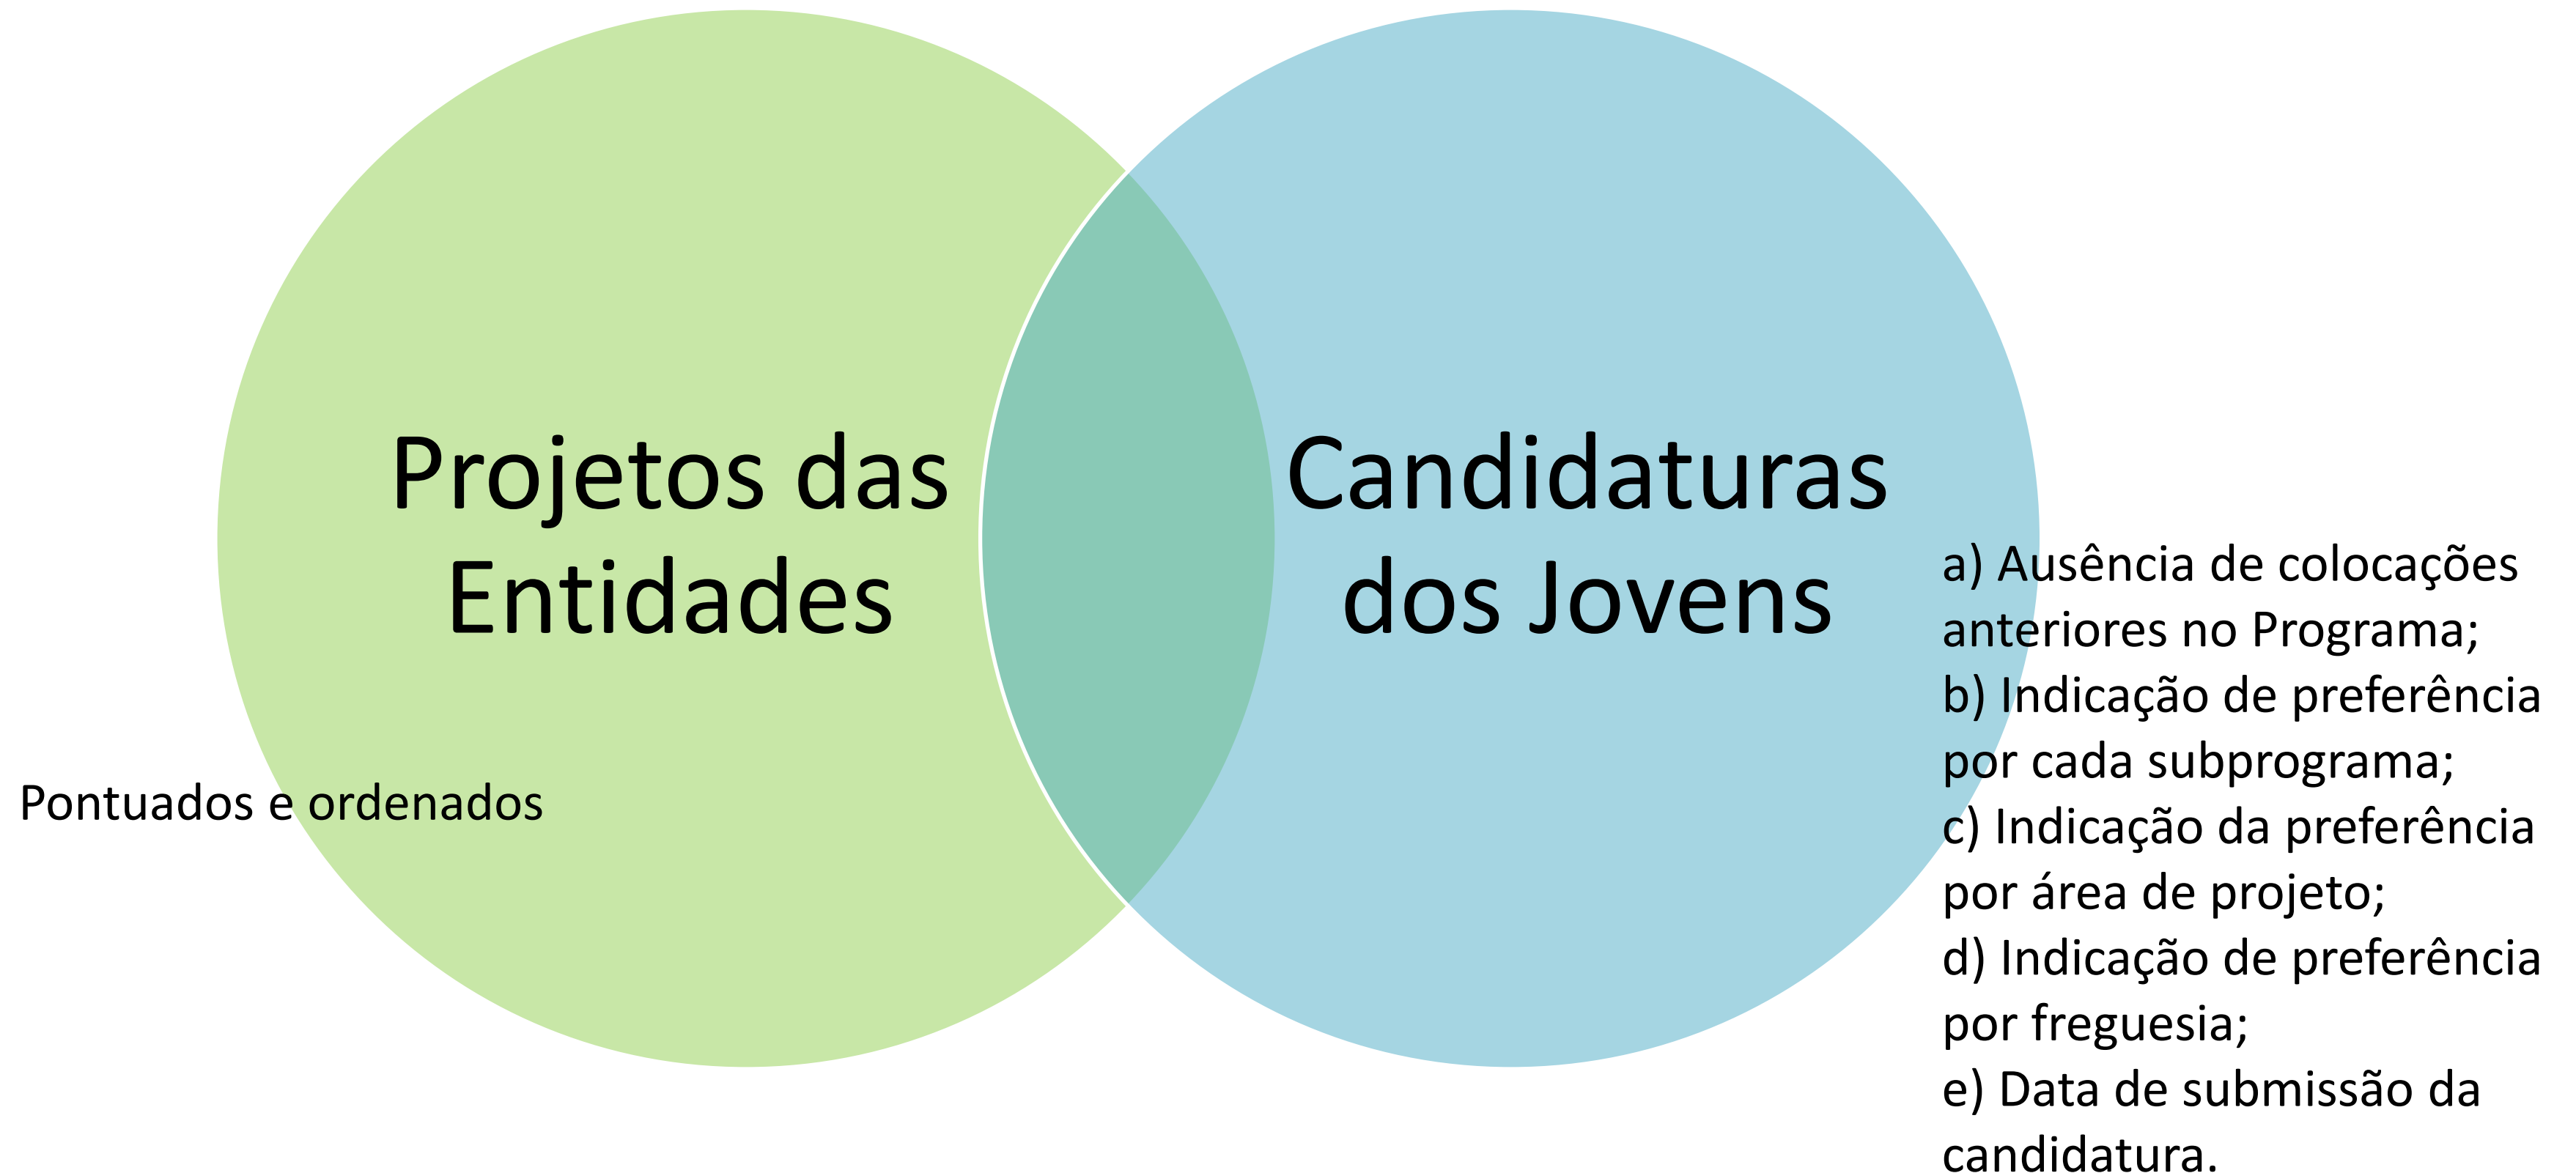 Projetos das
Entidades
Pontuados e ordenados
Candidaturas
dos Jovens
a) Ausência de colocações
anteriores no Programa;
b) Indicação de preferência
por cada subprograma;
c) Indicação da preferência
por área de projeto;
d) Indicação de preferência
por freguesia;
e) Data de submissão da
candidatura.